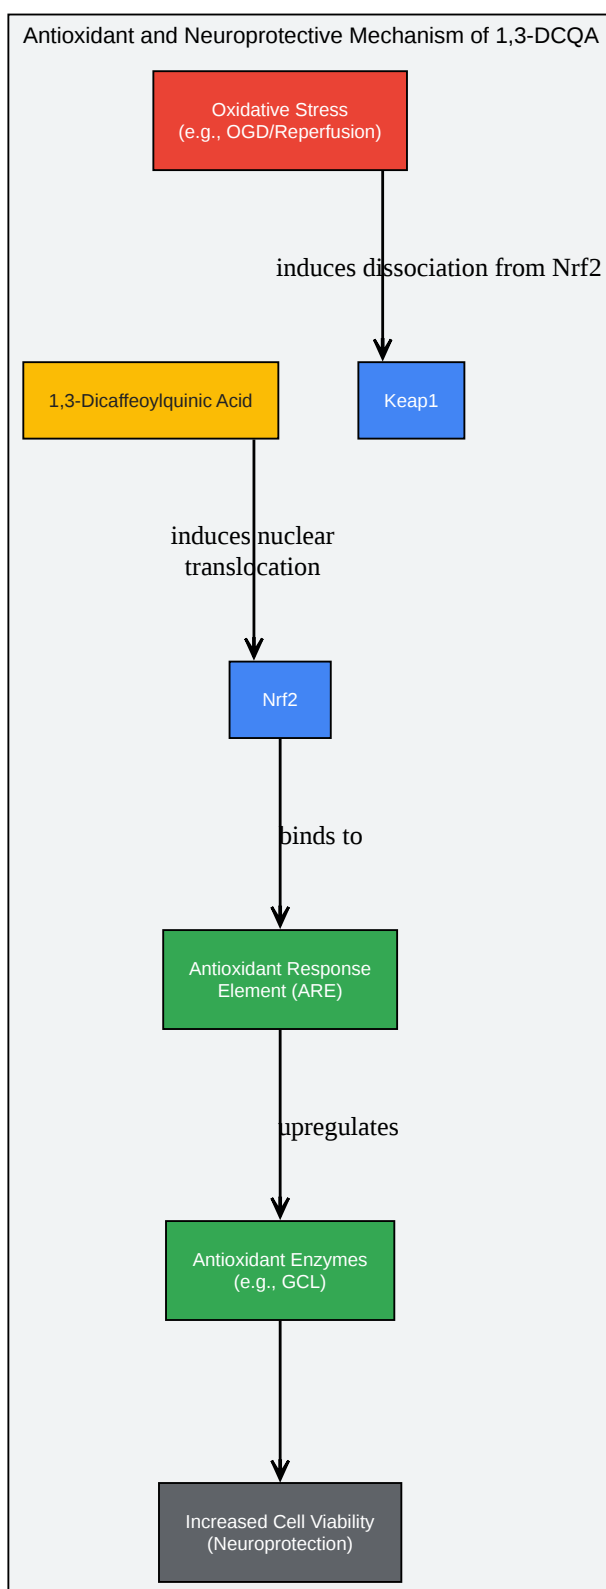 Antioxidant and Neuroprotective Mechanism of 1,3-DCQA
Oxidative Stress
(e.g., OGD/Reperfusion)
induces dissociation from Nrf2
1,3-Dicaffeoylquinic Acid
Keap1
induces nuclear
translocation
Nrf2
binds to
Antioxidant Response
Element (ARE)
upregulates
Antioxidant Enzymes
(e.g., GCL)
Increased Cell Viability
(Neuroprotection)